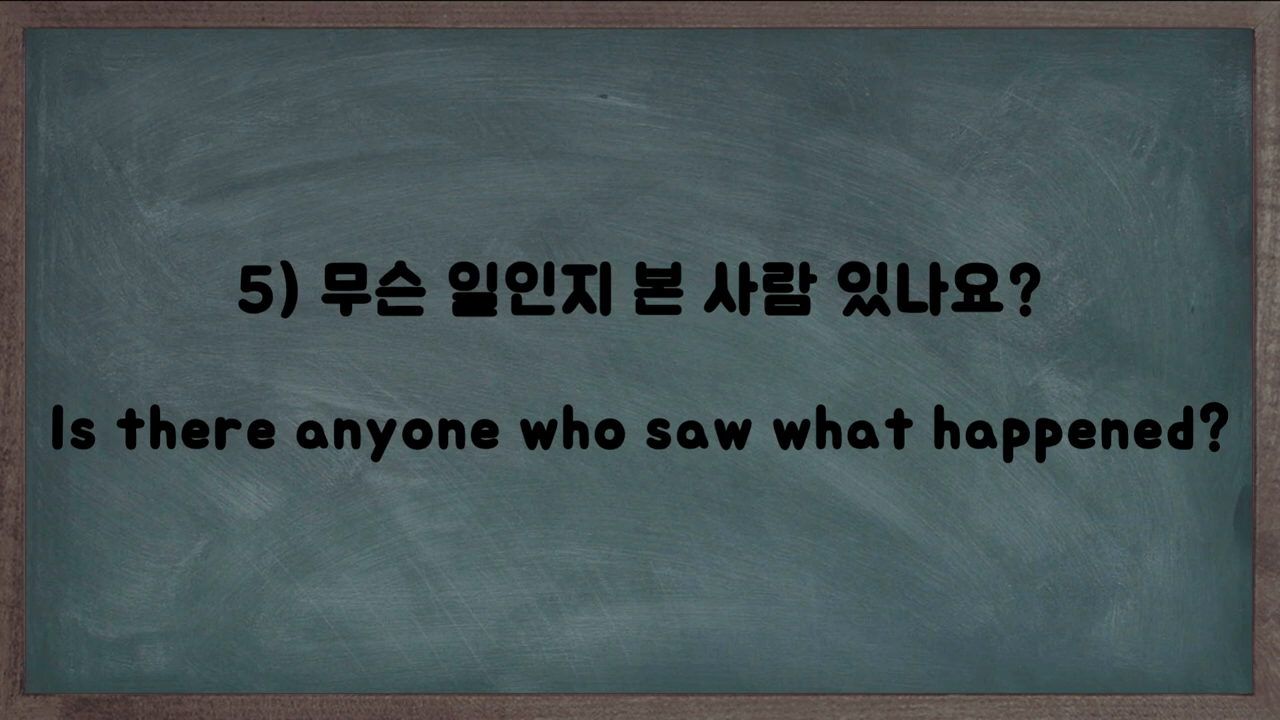 5) 무슨 일인지 본 사람 있나요?
Is there anyone who saw what happened?